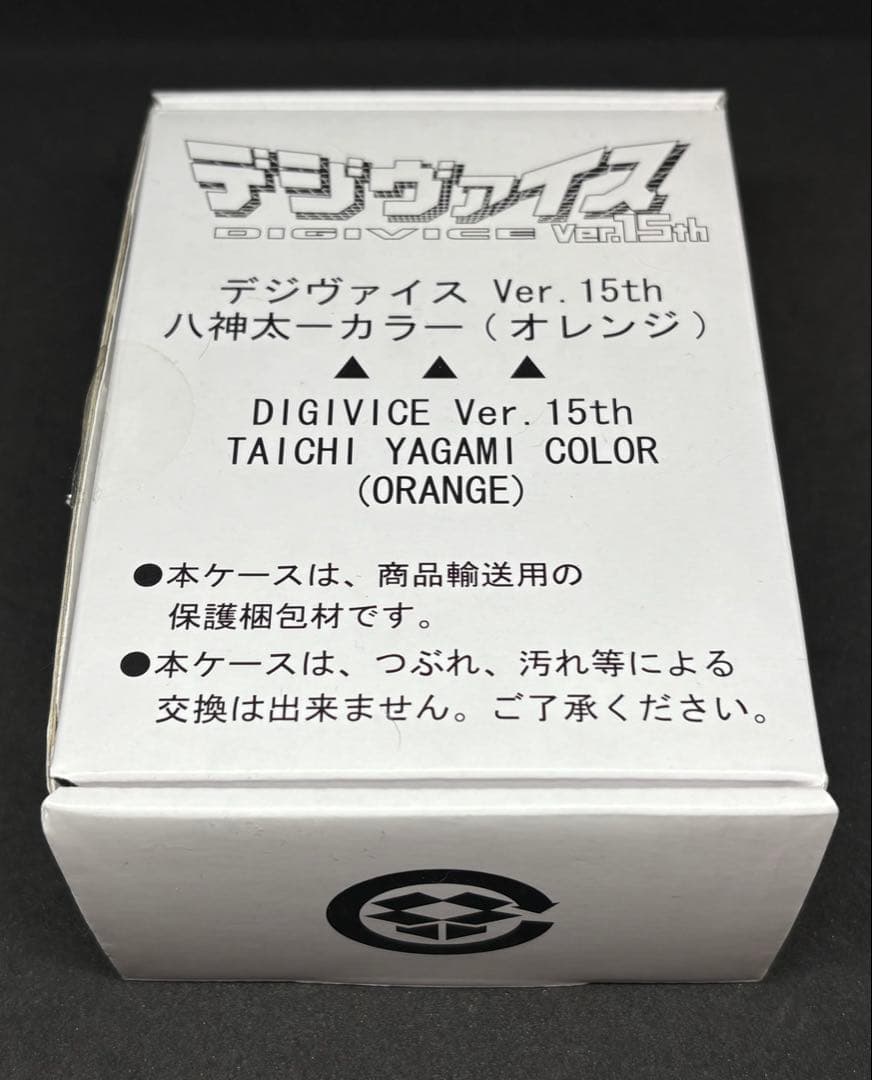 デジヴァイス
DIGIVICE ver.15th
デジヴァイス Ver.15th
八神太一カラー(オレンジ)
▲ ▲ ▲
DIGIVICE Ver.15th
TAICHI YAGAMI COLOR
(ORANGE)
●本ケースは、商品輸送用の
保護梱包材です。
●本ケースは、つぶれ、汚れ等による
交換は出来ません。ご了承ください。